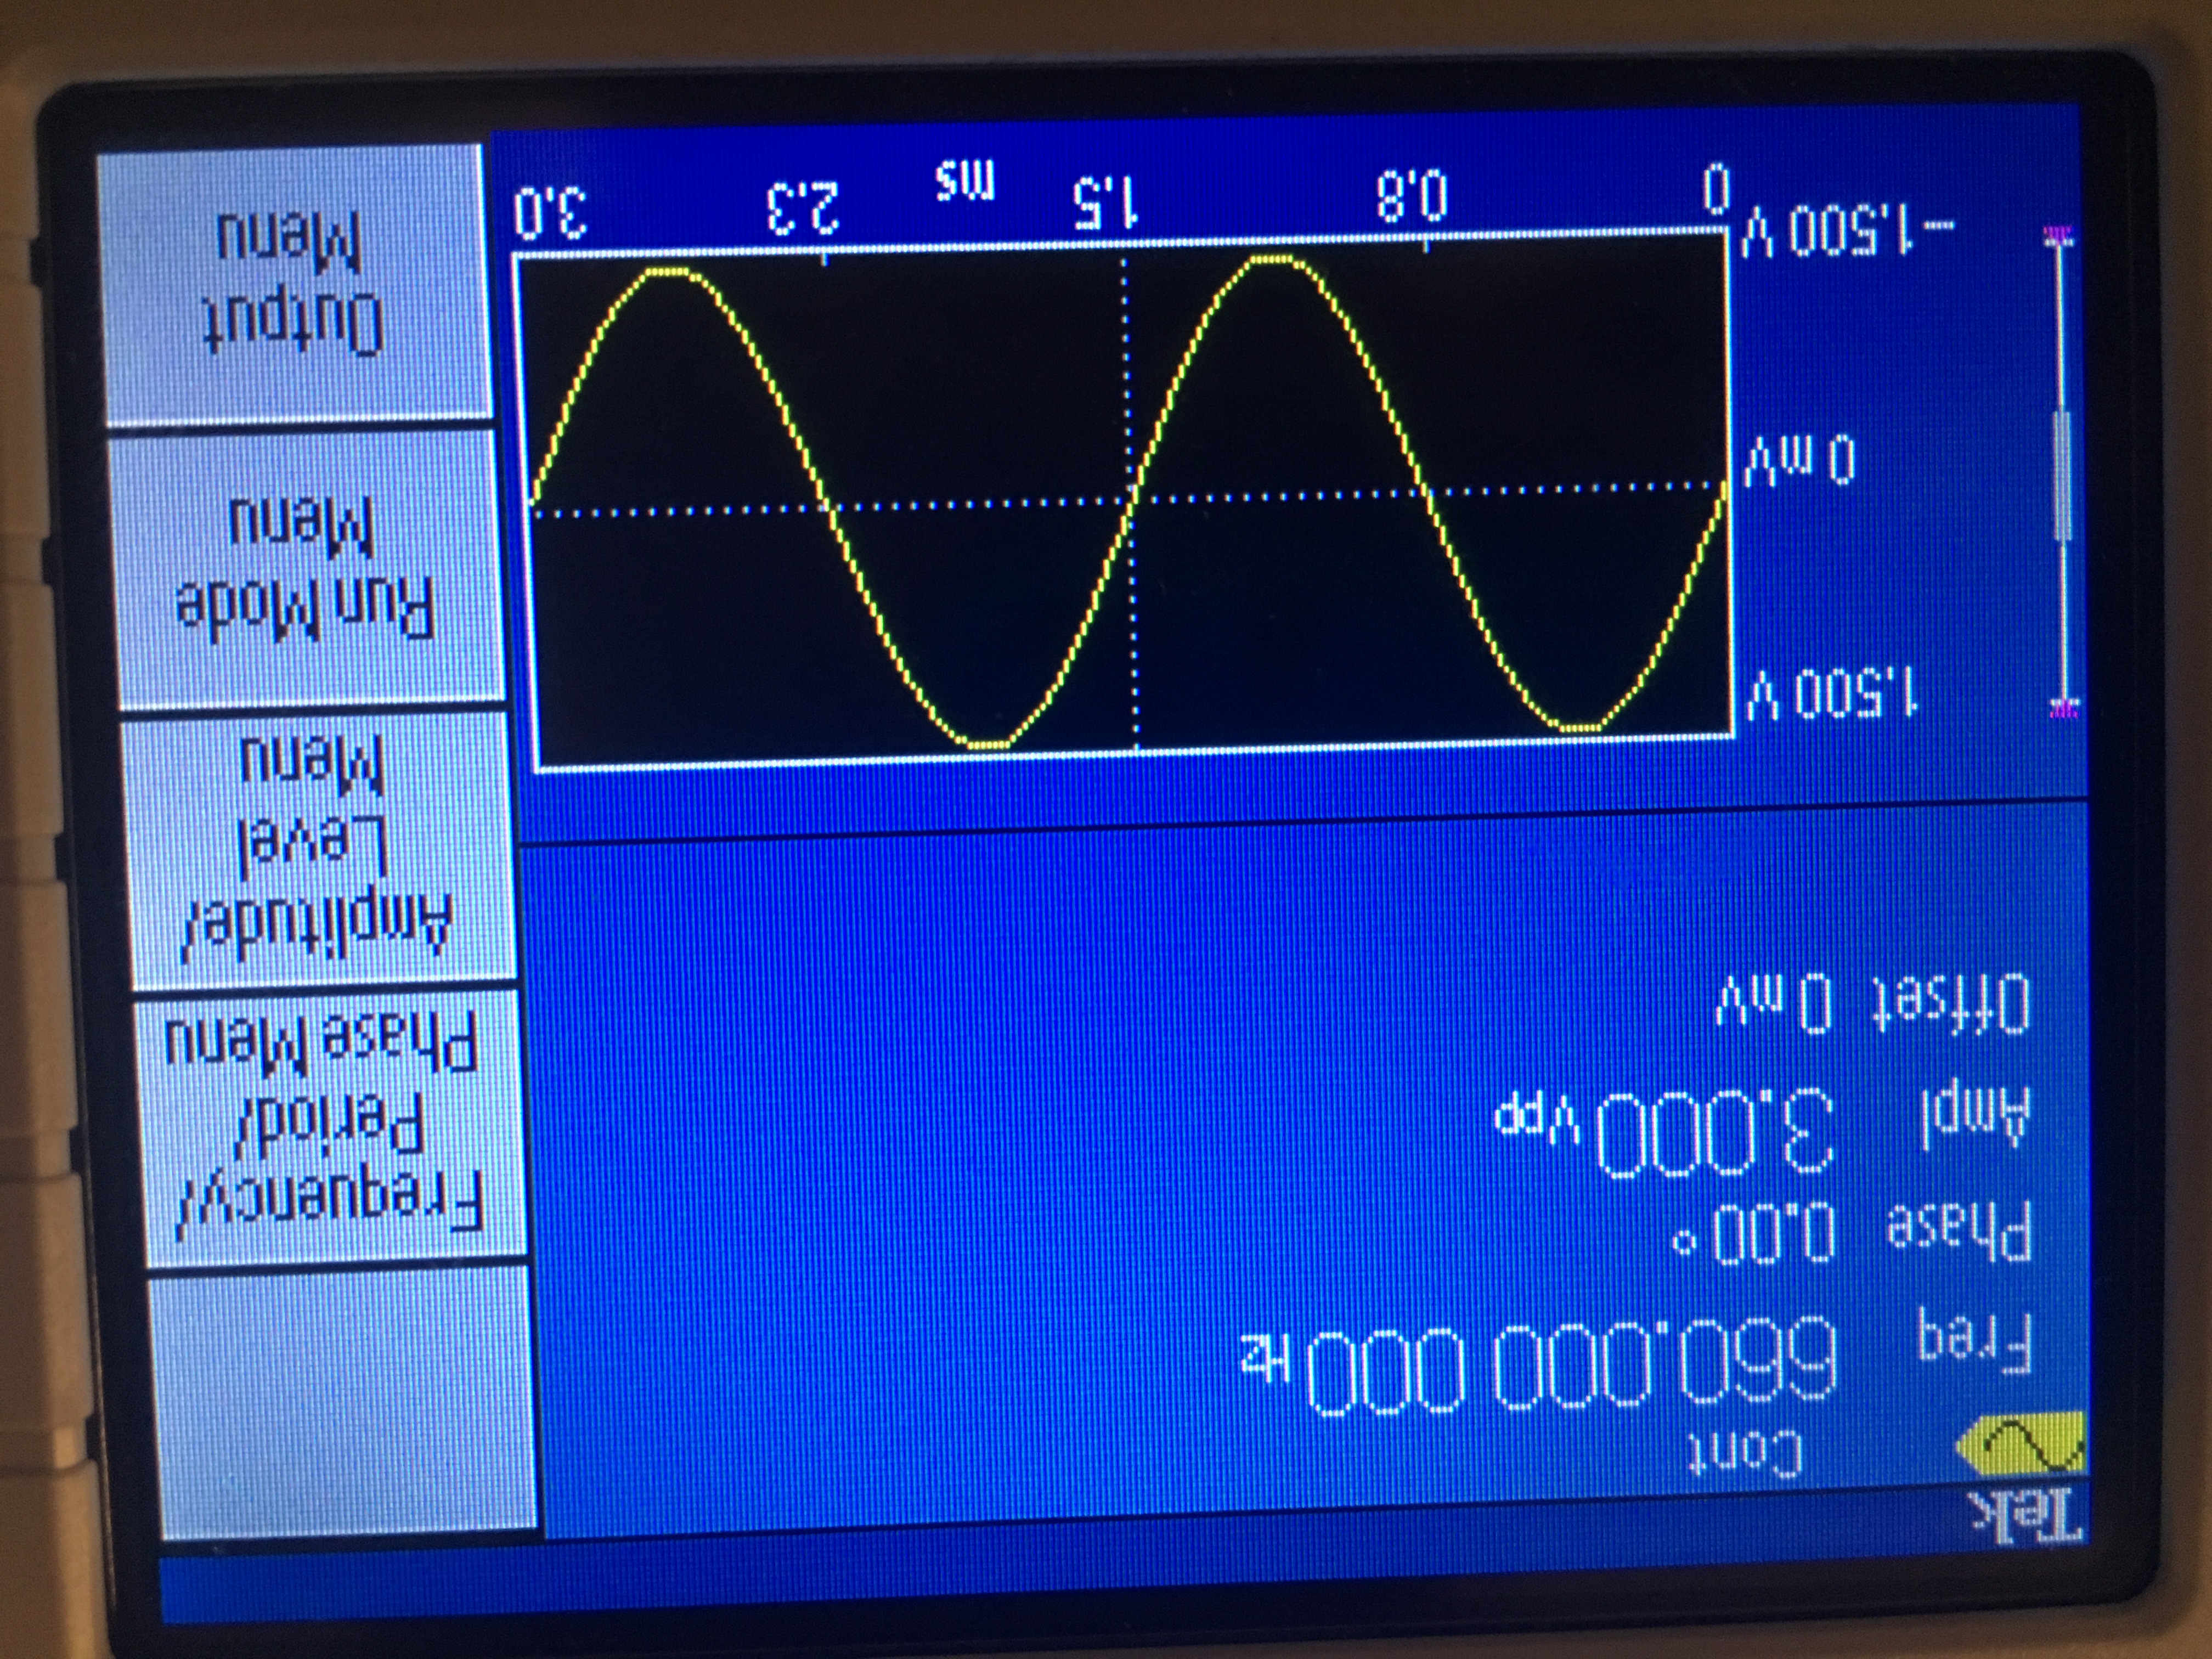 Tek
Cont
Freq 660.000 000 Hz
Phase 0.00 °
Ampl 3.000 Vpp
Offset 0 mV
Frequency/
Period/
Phase Menu
Amplitude/
Level
Menu
Run Mode
Menu
Output
Menu
1.500 V
0 mV
-1.500 V
0 0.8 1.5 ms 2.3 3.0